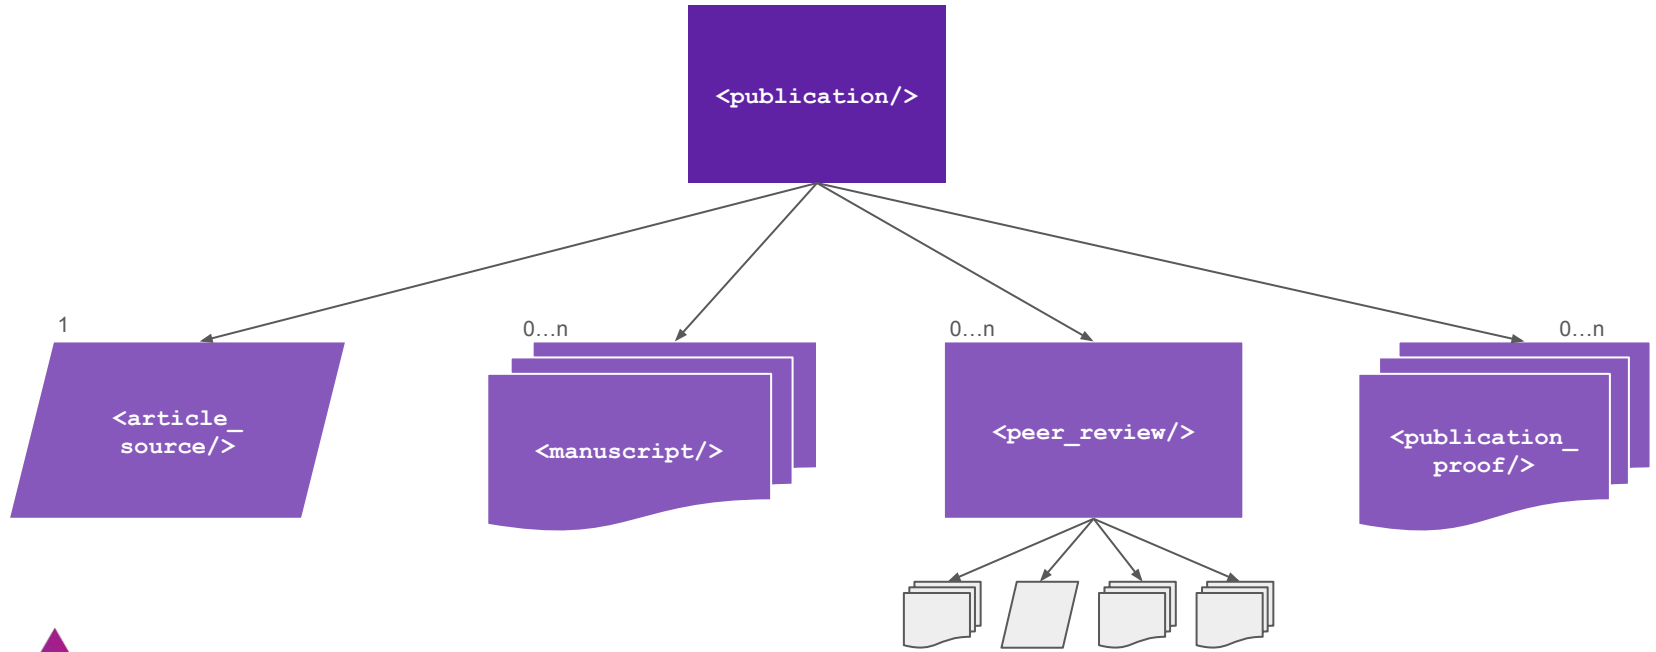 <publication/>
1
0...n
0...n
0...n
<article_
source/>
<manuscript/>
<peer_review/>
<publication_
proof/>